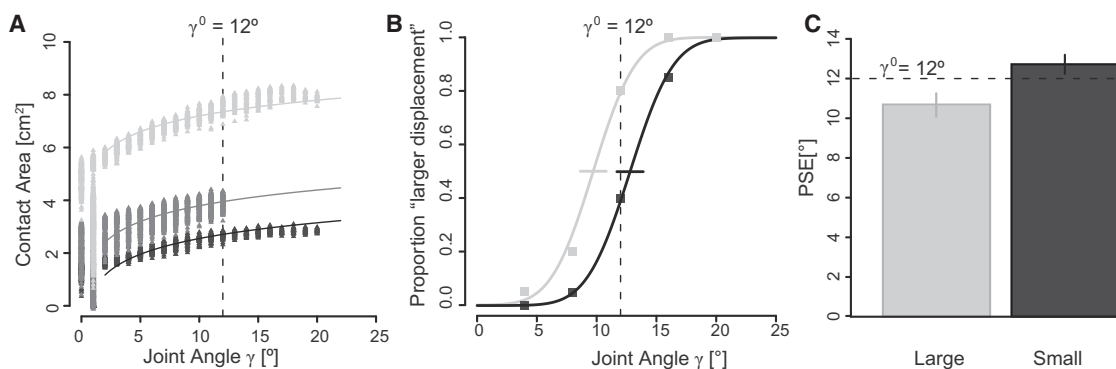 A
γ⁰ = 12º
Contact Area [cm²]
10
8
6
4
2
0
0 5 10 15 20 25
Joint Angle γ [º]
B
γ⁰ = 12º
Proportion “larger displacement”
1.0
0.8
0.6
0.4
0.2
0.0
0 5 10 15 20 25
Joint Angle γ [°]
C
γ⁰ = 12º
PSE[°]
14
12
10
8
6
4
2
0
Large Small